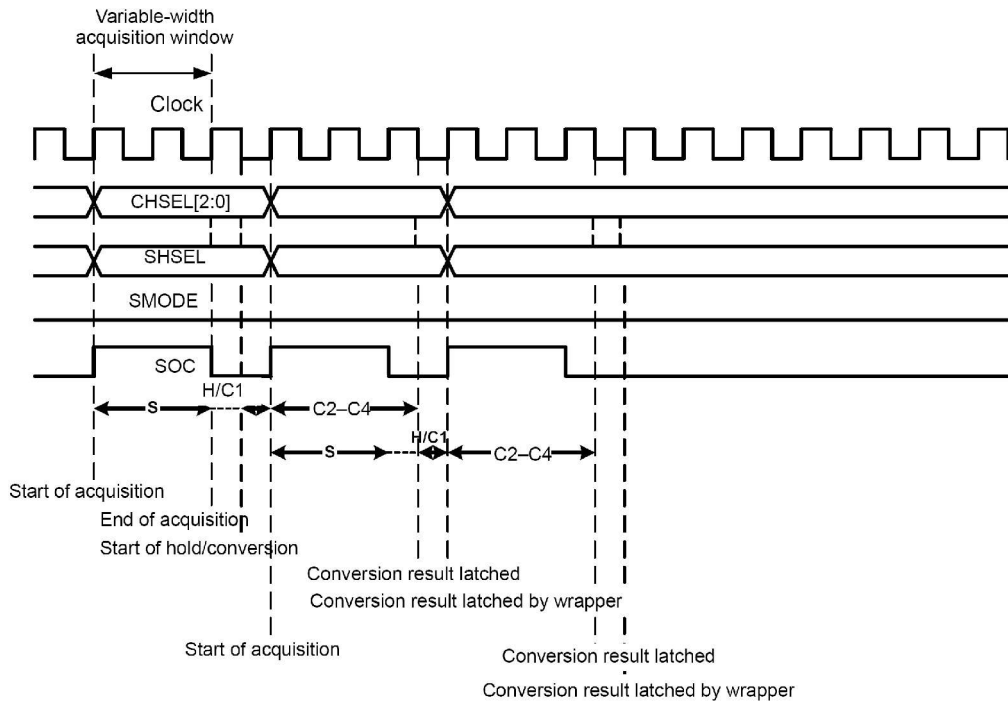 Variable-width
acquisition window
Clock
CHSEL[2:0]
SHSEL
SMODE
SOC
H/C1
S
C2–C4
H/C1
S
C2–C4
Start of acquisition
End of acquisition
Start of hold/conversion
Conversion result latched
Conversion result latched by wrapper
Start of acquisition
Conversion result latched
Conversion result latched by wrapper